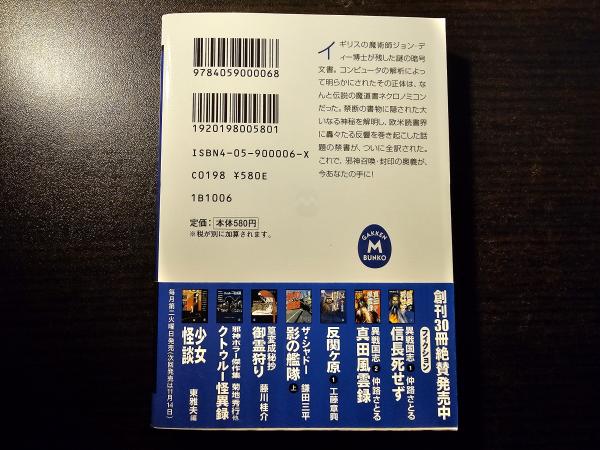 9784059000068
1920198005801
ISBN4-05-900006-X
C0198 ¥580E
1B1006
定価：本体580円
※税が別に加算されます。
イギリスの魔術師ジョン・デ
ィー博士が残した謎の暗号
文書。コンピュータの解析によっ
て明らかにされたその正体は、な
んと伝説の魔道書ネクロノミコン
だった。禁断の書物に隠された大
いなる神秘を解明し、欧米読書界
に轟々たる反響を巻き起こした話
題の禁書が、ついに全訳された。
これで、邪神召喚・封印の奥義が、
今あなたの手に!
GAKKEN
M
BUNKO
創刊30冊絶賛発売中
フィクション
異戦国志 1 仲路さとる
信長死せず
異戦国志 2 仲路さとる
真田風雲録
反関ケ原 1 工藤章興
ザ・シャドー 鎌田三平
影の艦隊 上
篁変成秘抄
御霊狩り 藤川桂介
邪神ホラー傑作集 菊地秀行他
クトゥルー怪異録
少女
怪談 東雅夫編
毎月第二火曜日発売(次回発売は11月14日)